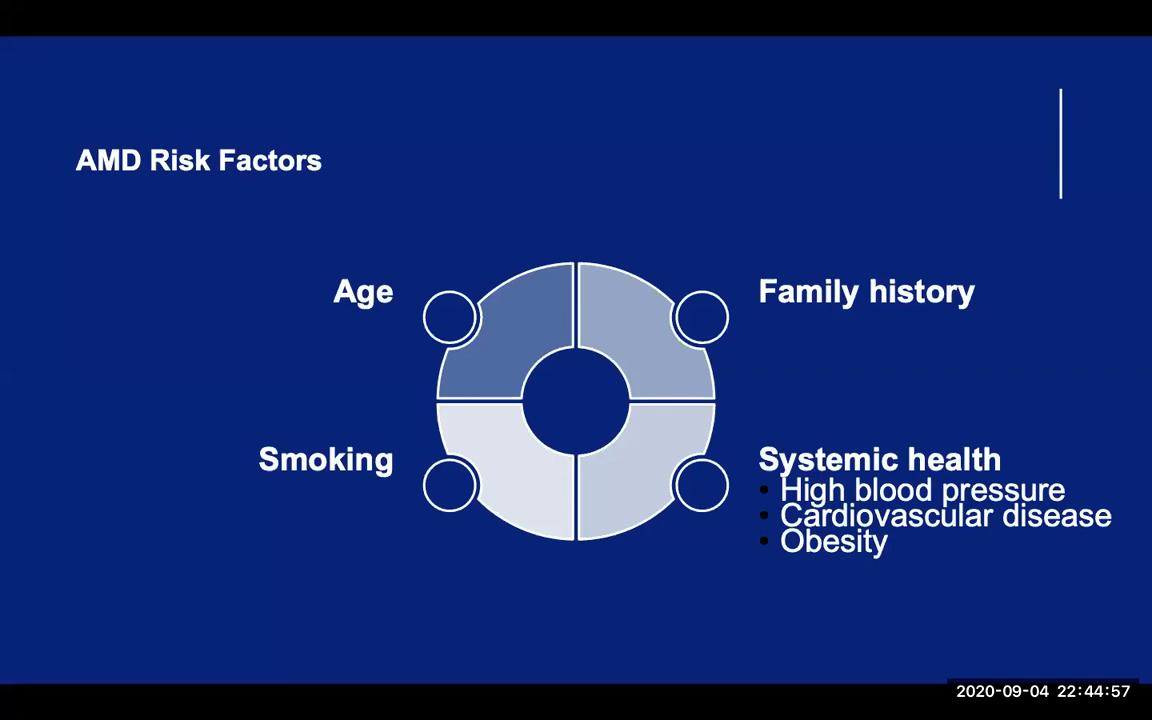 AMD Risk Factors
Age
Family history
Smoking
Systemic health
• High blood pressure
• Cardiovascular disease
• Obesity
2020-09-04 22:44:57